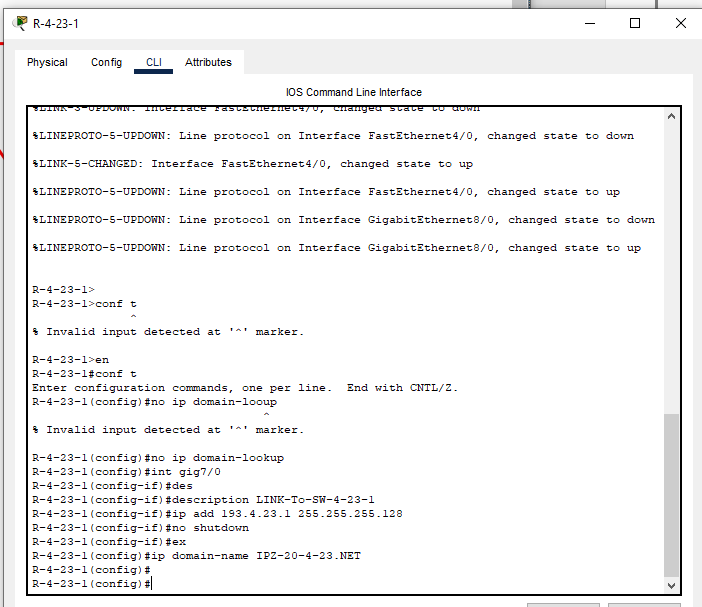 R-4-23-1
Physical Config CLI Attributes
IOS Command Line Interface
%LINK-3-UPDOWN: Interface FastEthernet4/0, changed state to down
%LINEPROTO-5-UPDOWN: Line protocol on Interface FastEthernet4/0, changed state to down
%LINK-5-CHANGED: Interface FastEthernet4/0, changed state to up
%LINEPROTO-5-UPDOWN: Line protocol on Interface FastEthernet4/0, changed state to up
%LINEPROTO-5-UPDOWN: Line protocol on Interface GigabitEthernet8/0, changed state to down
%LINEPROTO-5-UPDOWN: Line protocol on Interface GigabitEthernet8/0, changed state to up
R-4-23-1>
R-4-23-1>conf t
^
% Invalid input detected at '^' marker.
R-4-23-1>en
R-4-23-1#conf t
Enter configuration commands, one per line. End with CNTL/Z.
R-4-23-1(config)#no ip domain-looup
^
% Invalid input detected at '^' marker.
R-4-23-1(config)#no ip domain-lookup
R-4-23-1(config)#int gig7/0
R-4-23-1(config-if)#des
R-4-23-1(config-if)#description LINK-To-SW-4-23-1
R-4-23-1(config-if)#ip add 193.4.23.1 255.255.255.128
R-4-23-1(config-if)#no shutdown
R-4-23-1(config-if)#ex
R-4-23-1(config)#ip domain-name IPZ-20-4-23.NET
R-4-23-1(config)#
R-4-23-1(config)#